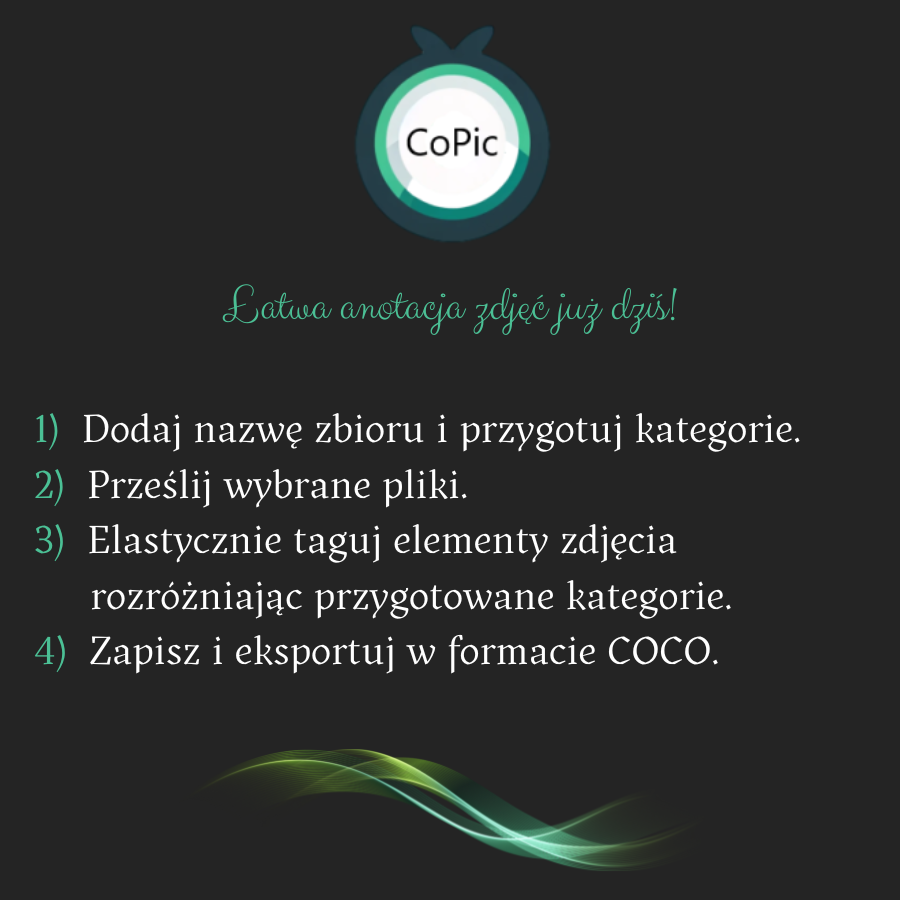 CoPic
Łatwa anotacja zdjęć już dziś!
1) Dodaj nazwę zbioru i przygotuj kategorie.
2) Prześlij wybrane pliki.
3) Elastycznie taguj elementy zdjęcia
rozróżniając przygotowane kategorie.
4) Zapisz i eksportuj w formacie COCO.